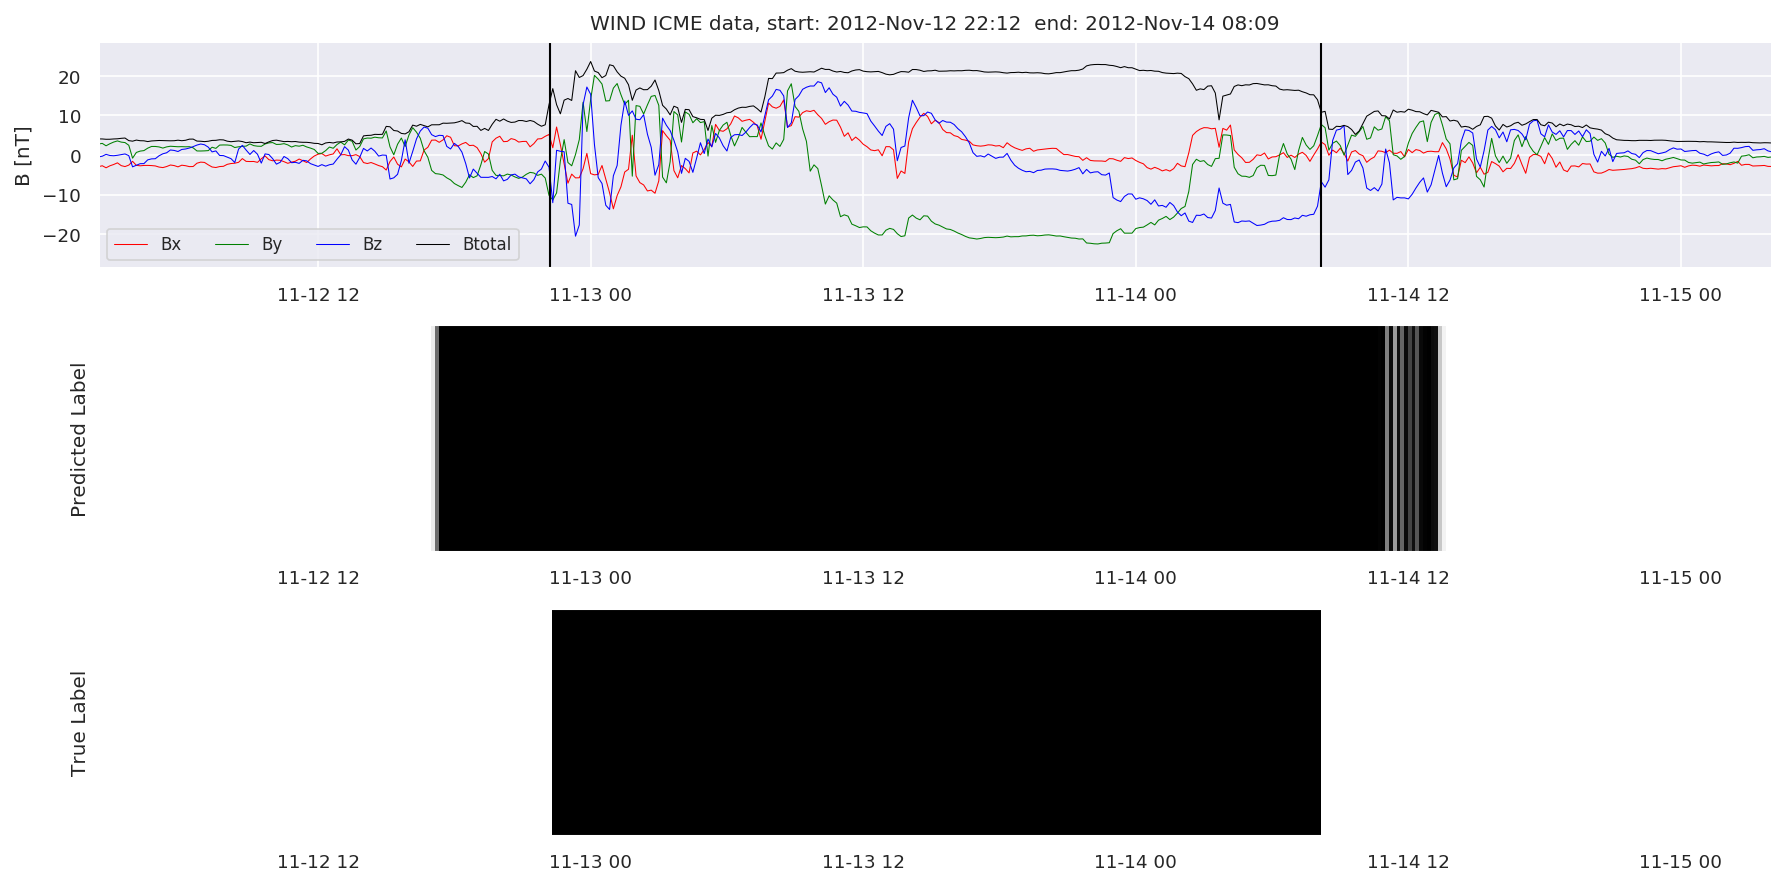 WIND ICME data, start: 2012-Nov-12 22:12  end: 2012-Nov-14 08:09
B [nT]
20
10
0
−10
−20
Bx By Bz Btotal
11-12 12 11-13 00 11-13 12 11-14 00 11-14 12 11-15 00
Predicted Label
11-12 12 11-13 00 11-13 12 11-14 00 11-14 12 11-15 00
True Label
11-12 12 11-13 00 11-13 12 11-14 00 11-14 12 11-15 00